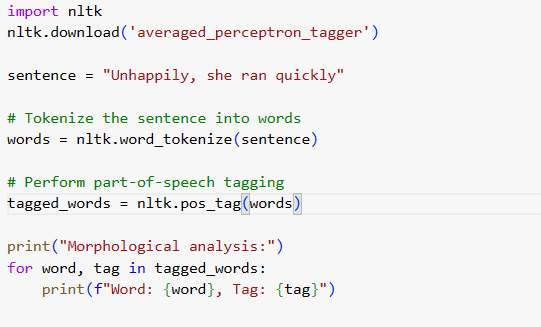 import nltk
nltk.download('averaged_perceptron_tagger')
sentence = "Unhappily, she ran quickly"
# Tokenize the sentence into words
words = nltk.word_tokenize(sentence)
# Perform part-of-speech tagging
tagged_words = nltk.pos_tag(words)
print("Morphological analysis:")
for word, tag in tagged_words:
    print(f"Word: {word}, Tag: {tag}")